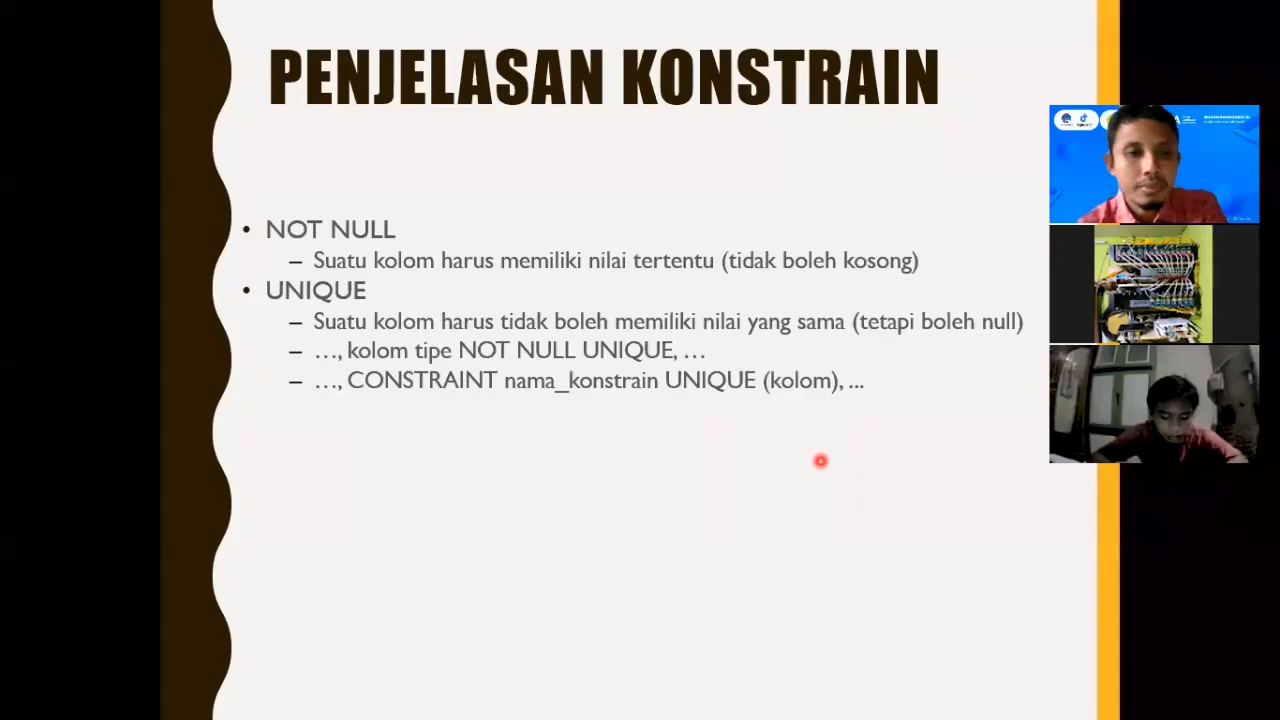 PENJELASAN KONSTRAIN
• NOT NULL
– Suatu kolom harus memiliki nilai tertentu (tidak boleh kosong)
• UNIQUE
– Suatu kolom harus tidak boleh memiliki nilai yang sama (tetapi boleh null)
– …, kolom tipe NOT NULL UNIQUE, …
– …, CONSTRAINT nama_konstrain UNIQUE (kolom), ...